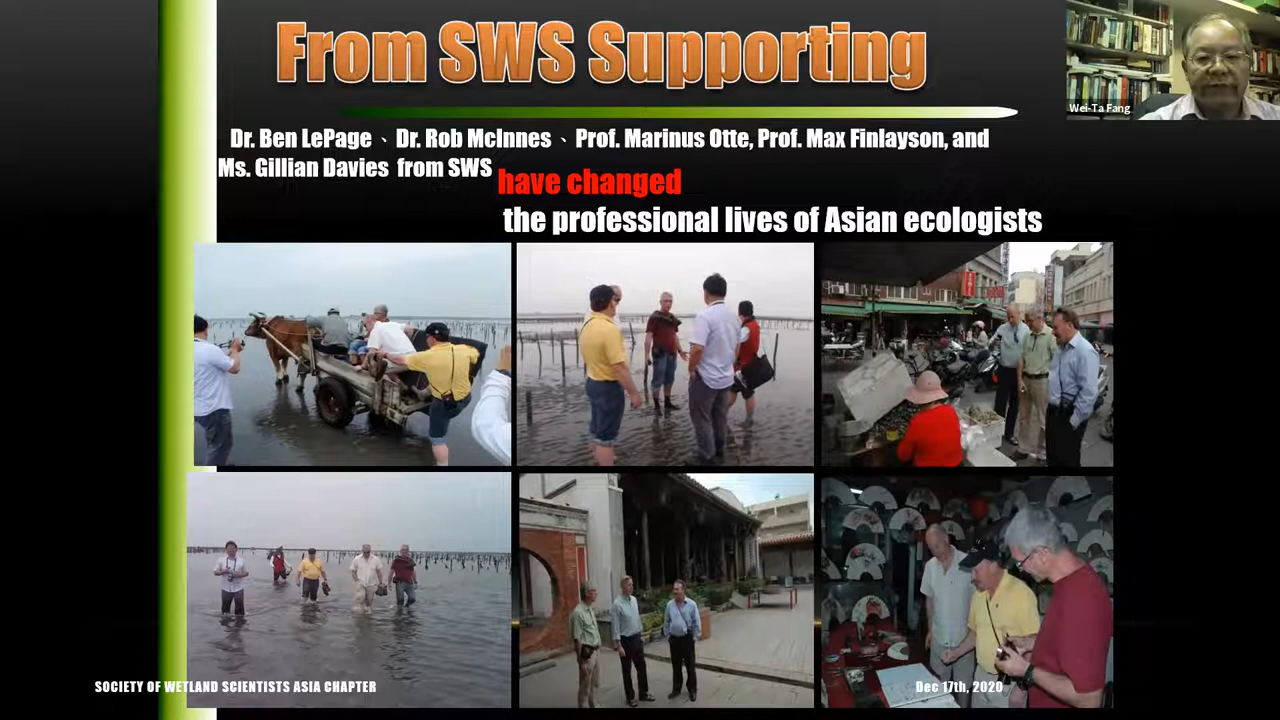 From SWS Supporting
Wei-Ta Fang
Dr. Ben LePage、Dr. Rob McInnes、Prof. Marinus Otte, Prof. Max Finlayson, and
Ms. Gillian Davies from SWS
have changed
the professional lives of Asian ecologists
SOCIETY OF WETLAND SCIENTISTS ASIA CHAPTER
Dec 17th, 2020